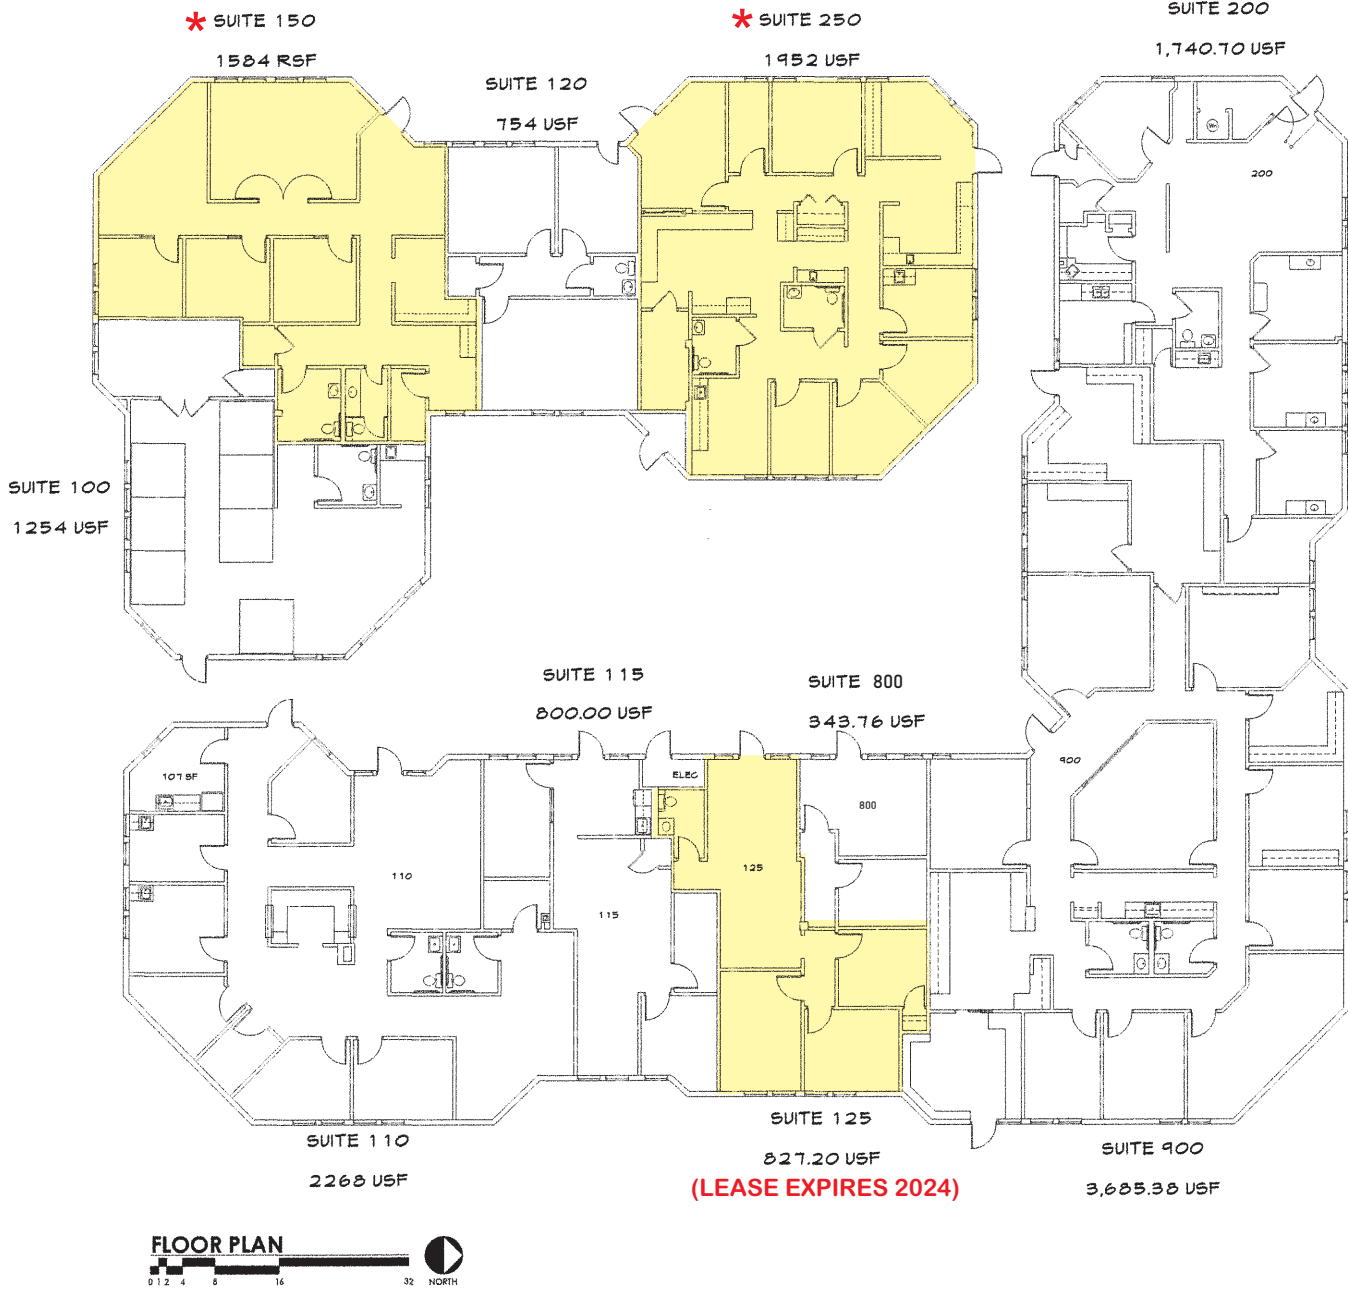 * SUITE 150
1584 RSF
SUITE 120
754 USF
* SUITE 250
1952 USF
SUITE 200
1,740.70 USF
WH
200
SUITE 100
1254 USF
SUITE 115
800.00 USF
SUITE 800
343.76 USF
107 SF
ELEC
900
800
110
125
115
SUITE 110
2268 USF
SUITE 125
827.20 USF
(LEASE EXPIRES 2024)
SUITE 900
3,685.38 USF
FLOOR PLAN
0 1 2 4 8 16 32
NORTH